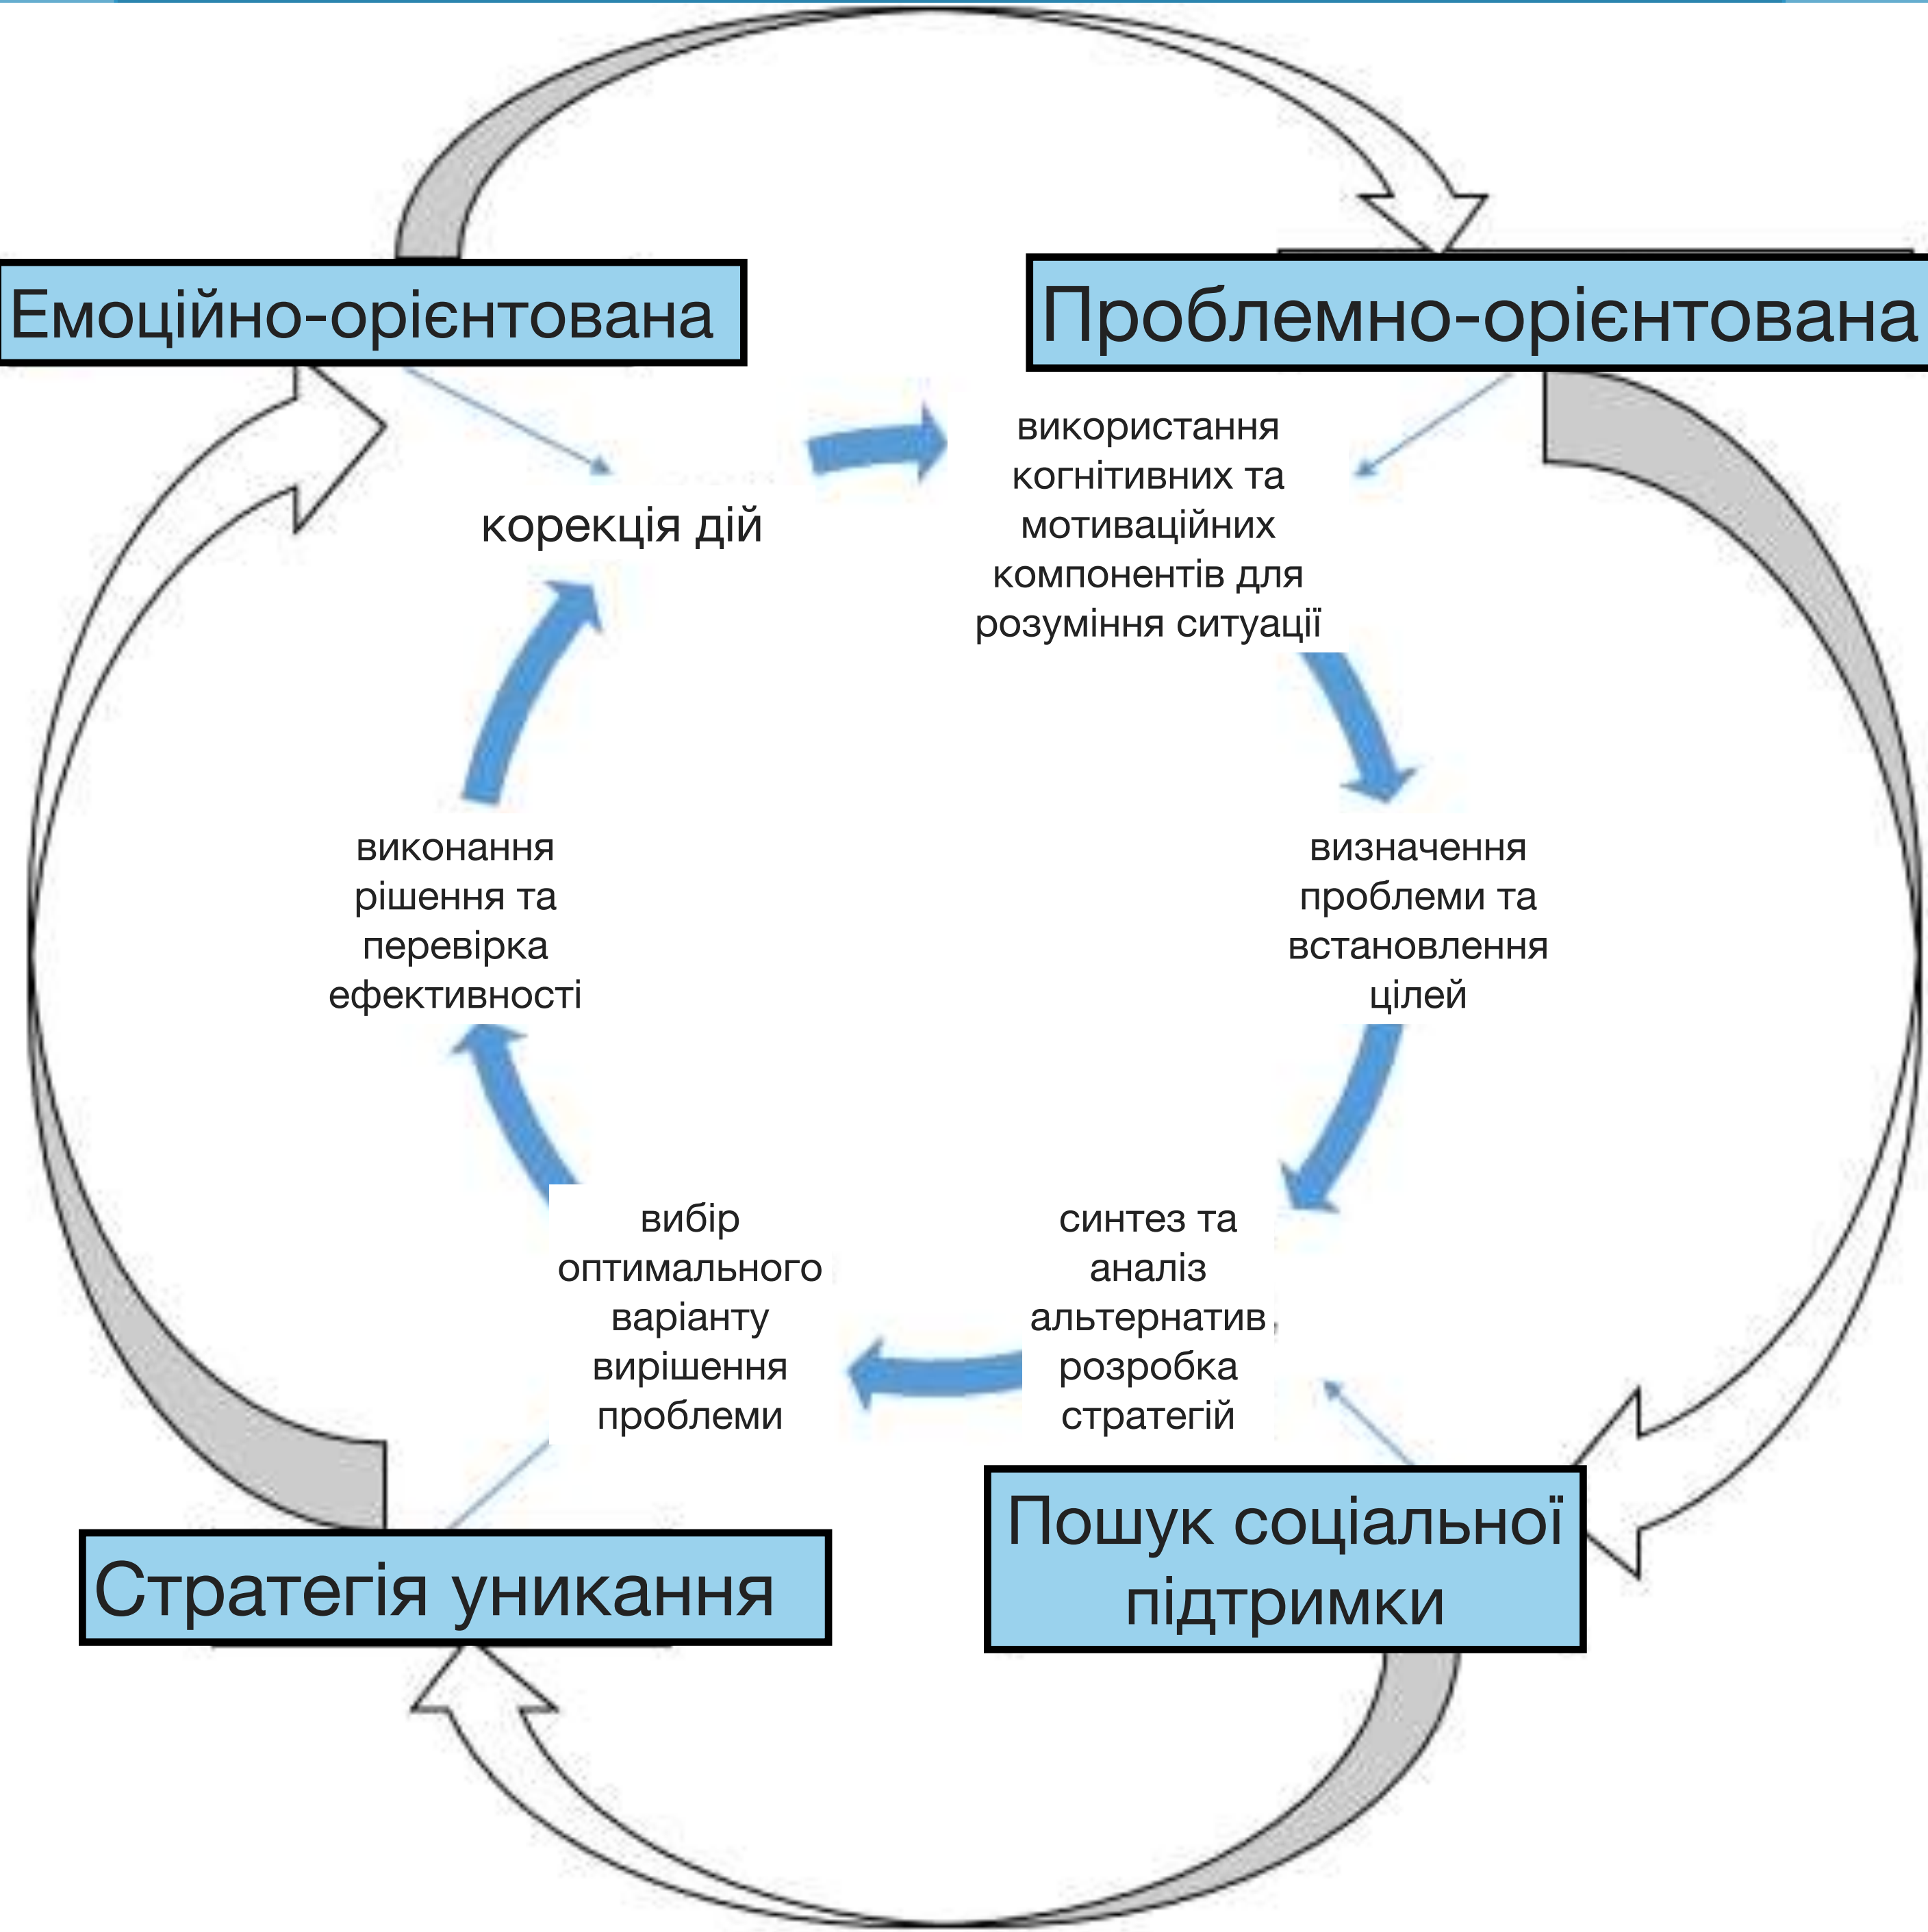 Емоційно-орієнтована
Проблемно-орієнтована
використання
когнітивних та
мотиваційних
компонентів для
розуміння ситуації
корекція дій
виконання
рішення та
перевірка
ефективності
визначення
проблеми та
встановлення
цілей
вибір
оптимального
варіанту
вирішення
проблеми
синтез та
аналіз
альтернатив
розробка
стратегій
Стратегія уникання
Пошук соціальної
підтримки